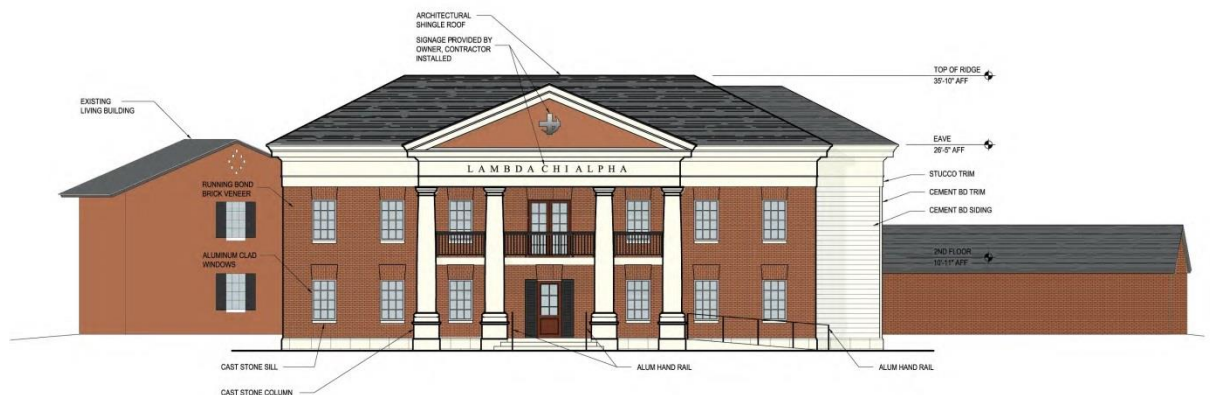 ARCHITECTURAL
SHINGLE ROOF
SIGNAGE PROVIDED BY
OWNER, CONTRACTOR
INSTALLED
TOP OF RIDGE
35'-10" AFF
EXISTING
LIVING BUILDING
EAVE
26'-5" AFF
LAMBDA CHI ALPHA
STUCCO TRIM
RUNNING BOND
BRICK VENEER
CEMENT BD TRIM
CEMENT BD SIDING
ALUMINUM CLAD
WINDOWS
2ND FLOOR
10'-11" AFF
CAST STONE SILL
ALUM HAND RAIL
ALUM HAND RAIL
CAST STONE COLUMN